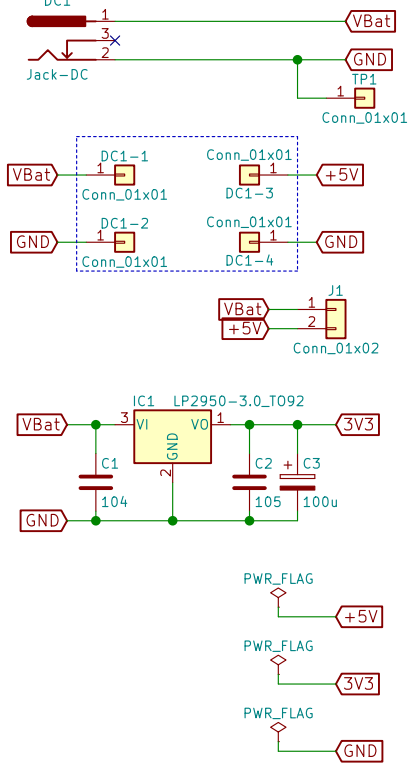 DC1
1
VBat
3
2
GND
Jack-DC
TP1
1
Conn_01x01
DC1-1
Conn_01x01
VBat
1
1
+5V
Conn_01x01
DC1-3
DC1-2
Conn_01x01
GND
1
1
GND
Conn_01x01
DC1-4
J1
VBat
1
+5V
2
Conn_01x02
IC1
LP2950-3.0_TO92
VBat
3
VI
VO
1
3V3
GND
2
C1
C2
+
C3
104
105
100u
GND
PWR_FLAG
+5V
PWR_FLAG
3V3
PWR_FLAG
GND